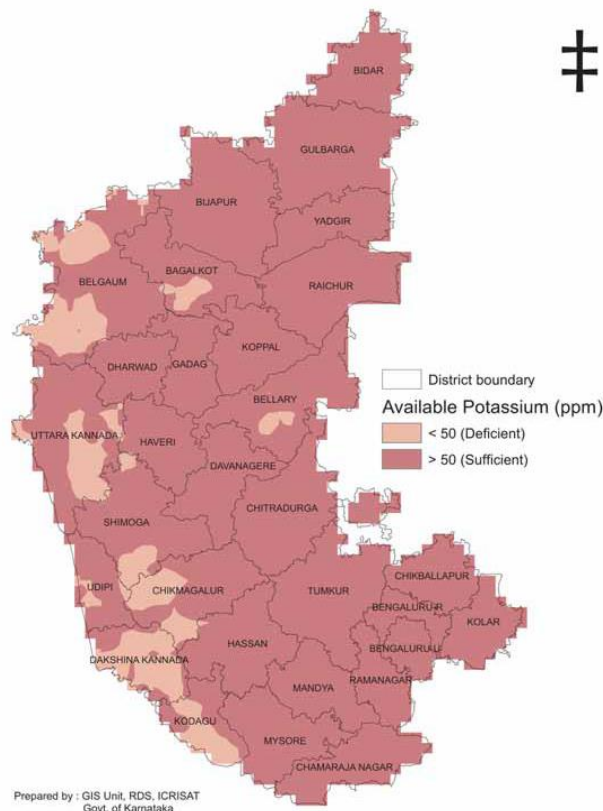 BIDAR
GULBARGA
BIJAPUR
YADGIR
BAGALKOT
BELGAUM
RAICHUR
KOPPAL
DHARWAD
GADAG
District boundary
BELLARY
Available Potassium (ppm)
< 50 (Deficient)
UTTARA KANNADA
HAVERI
> 50 (Sufficient)
DAVANAGERE
CHITRADURGA
SHIMOGA
CHIKBALLAPUR
UDIPI
CHIKMAGALUR
TUMKUR
BENGALURU-R
KOLAR
HASSAN
BENGALURU-U
DAKSHINA KANNADA
RAMANAGAR
MANDYA
KODAGU
MYSORE
CHAMARAJA NAGAR
Prepared by : GIS Unit, RDS, ICRISAT
Govt. of Karnataka